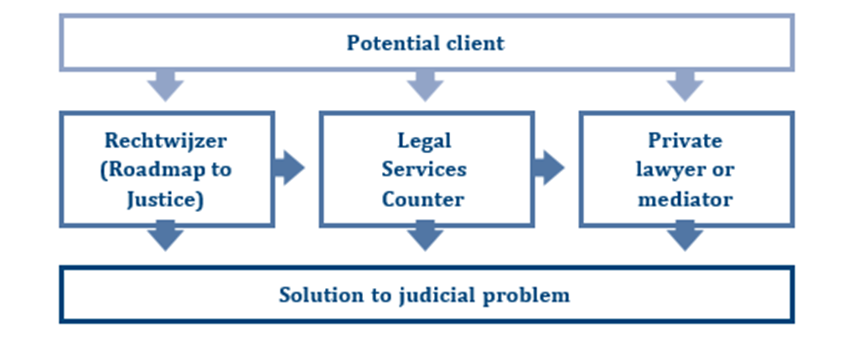 Potential client
Rechtwijzer
(Roadmap to
Justice)
Legal
Services
Counter
Private
lawyer or
mediator
Solution to judicial problem